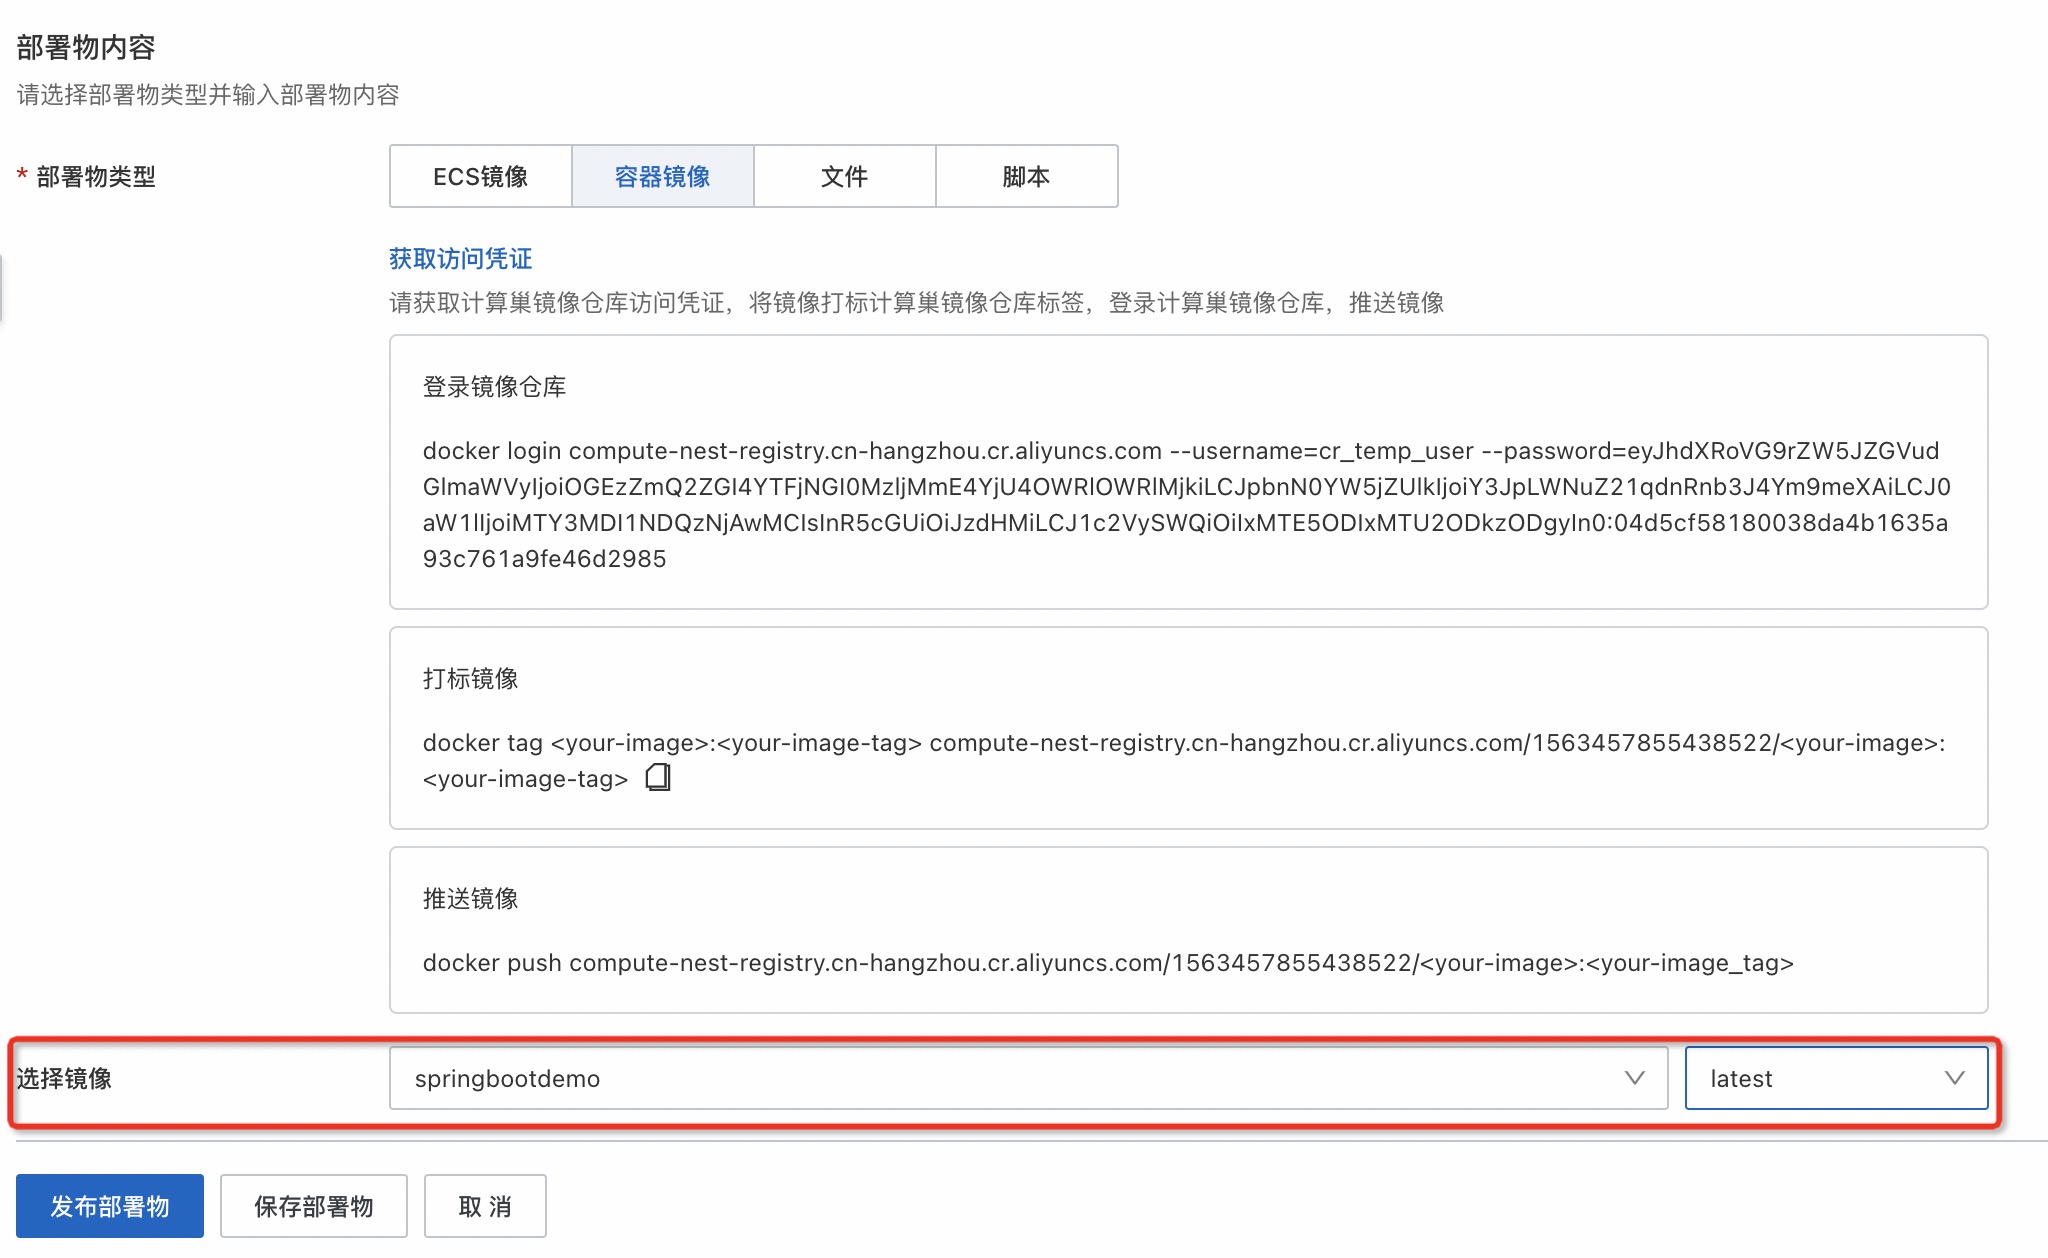 部署物内容
请选择部署物类型并输入部署物内容
* 部署物类型
ECS镜像 容器镜像 文件 脚本
获取访问凭证
请获取计算巢镜像仓库访问凭证，将镜像打标计算巢镜像仓库标签，登录计算巢镜像仓库，推送镜像
登录镜像仓库
docker login compute-nest-registry.cn-hangzhou.cr.aliyuncs.com --username=cr_temp_user --password=eyJhdXRoVG9rZW5JZGVud
GlmaWVyIjoiOGEzZmQ2ZGI4YTFjNGI0MzljMmE4YjU4OWRlOWRlMjkiLCJpbnN0YW5jZUlkIjoiY3JpLWNuZ21qdnRnb3J4Ym9meXAiLCJ0
aW1lIjoiMTY3MDI1NDQzNjAwMCIsInR5cGUiOiJzdHMiLCJ1c2VySWQiOiIxMTE5ODIxMTU2ODkzODgyIn0:04d5cf58180038da4b1635a
93c761a9fe46d2985
打标镜像
docker tag <your-image>:<your-image-tag> compute-nest-registry.cn-hangzhou.cr.aliyuncs.com/1563457855438522/<your-image>:
<your-image-tag>
推送镜像
docker push compute-nest-registry.cn-hangzhou.cr.aliyuncs.com/1563457855438522/<your-image>:<your-image_tag>
选择镜像 springbootdemo latest
发布部署物 保存部署物 取 消